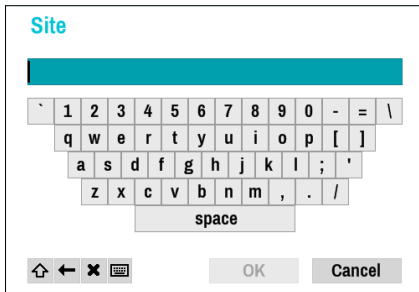 Site
` 1 2 3 4 5 6 7 8 9 0 - = \
q w e r t y u i o p [ ]
a s d f g h j k l ; '
z x c v b n m , . /
space
OK Cancel